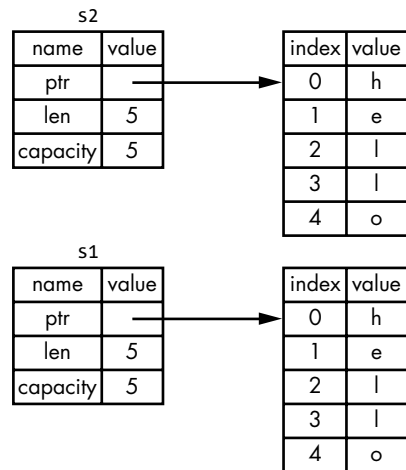 s2
name value
ptr
len 5
capacity 5
index value
0 h
1 e
2 l
3 l
4 o
s1
name value
ptr
len 5
capacity 5
index value
0 h
1 e
2 l
3 l
4 o